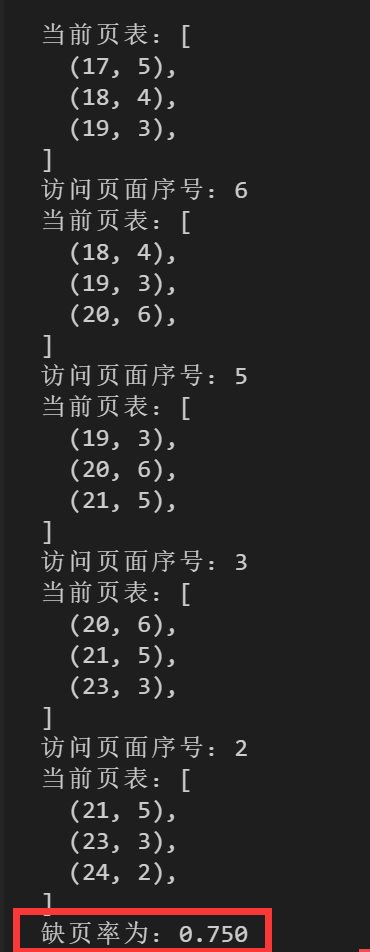 当前页表：[
(17, 5),
(18, 4),
(19, 3),
]
访问页面序号：6
当前页表：[
(18, 4),
(19, 3),
(20, 6),
]
访问页面序号：5
当前页表：[
(19, 3),
(20, 6),
(21, 5),
]
访问页面序号：3
当前页表：[
(20, 6),
(21, 5),
(23, 3),
]
访问页面序号：2
当前页表：[
(21, 5),
(23, 3),
(24, 2),
]
缺页率为：0.750